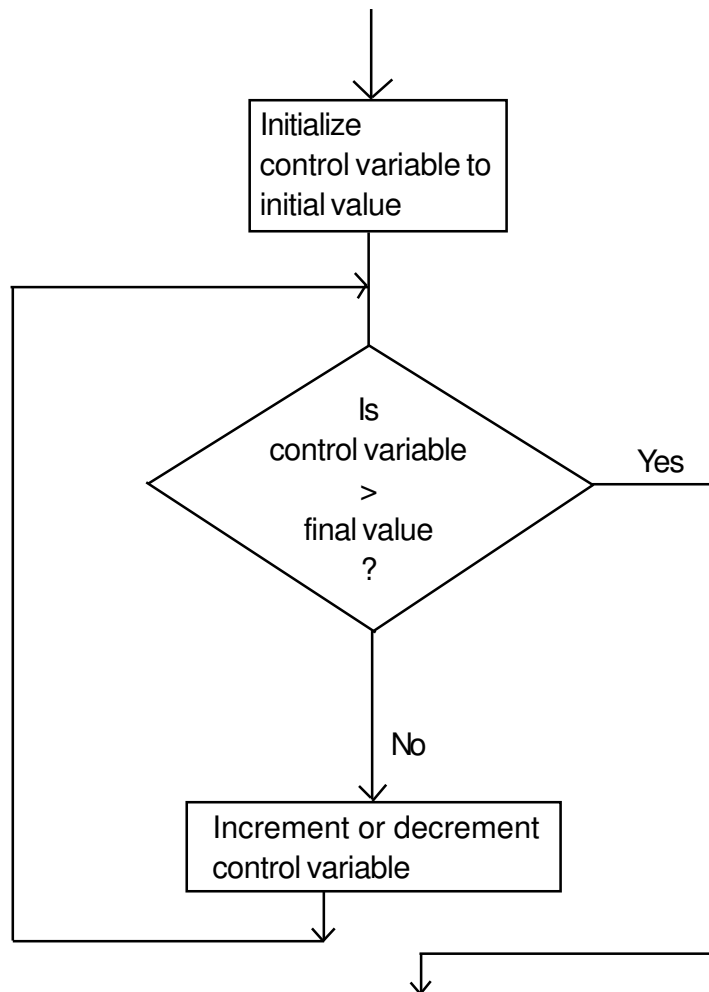 Initialize
control variable to
initial value
Is
control variable
>
final value
?
Yes
No
Increment or decrement
control variable